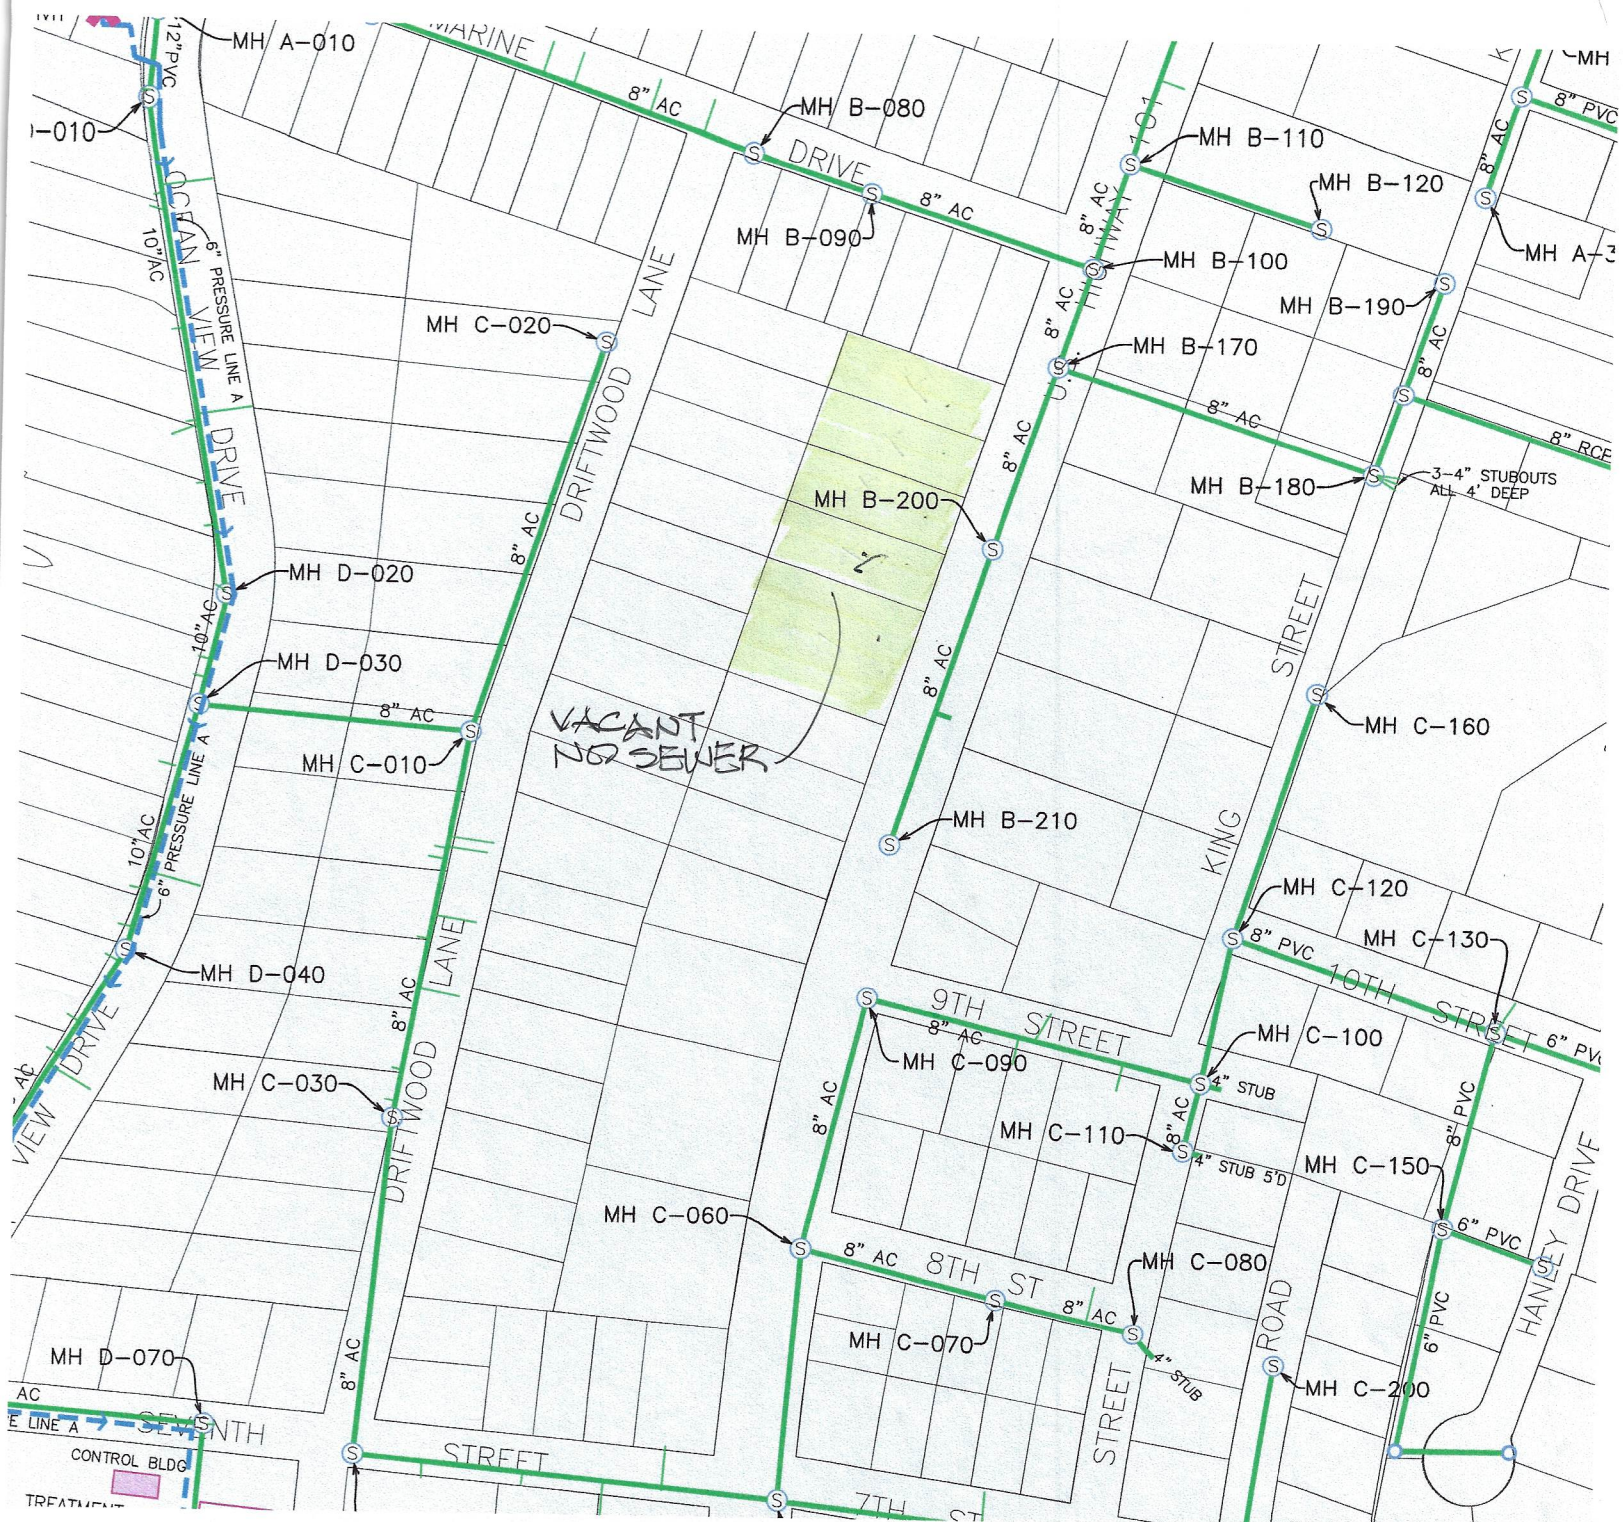 MH A-010
12"PVC
MARINE
8" AC
MH B-080
DRIVE
MH B-090
8" AC
101
MH B-110
8" AC
HIGHWAY
MH B-120
MH B-100
8" PVC
8" AC
MH A-3
-010
OCEAN VIEW DRIVE
10"AC
6" PRESSURE LINE A
MH C-020
LANE
DRIFTWOOD
8" AC
8" AC
MH B-170
U.S.
MH B-190
8" AC
8" AC
8" RCP
MH B-180
3-4" STUBOUTS
ALL 4' DEEP
8" AC
MH B-200
MH D-020
10"AC
MH D-030
8" AC
MH C-010
VACANT
NO SEWER
8" AC
STREET
KING
MH C-160
MH B-210
10"AC
6" PRESSURE LINE A
MH D-040
LANE
8" AC
DRIFTWOOD
MH C-120
8" PVC
MH C-130
10TH STREET
6" PVC
9TH STREET
8" AC
MH C-090
MH C-100
4" STUB
8" AC
MH C-110
4" STUB 5'D
8" AC
8" PVC
MH C-150
6" PVC
HANLEY DRIVE
AC
VIEW DRIVE
MH C-030
MH C-060
8" AC
8TH ST
MH C-080
MH C-070
8" AC
4" STUB
ROAD
6" PVC
MH C-200
STREET
MH D-070
8" AC
AC
E LINE A
SEVENTH
STREET
CONTROL BLDG
TREATMENT
7TH ST